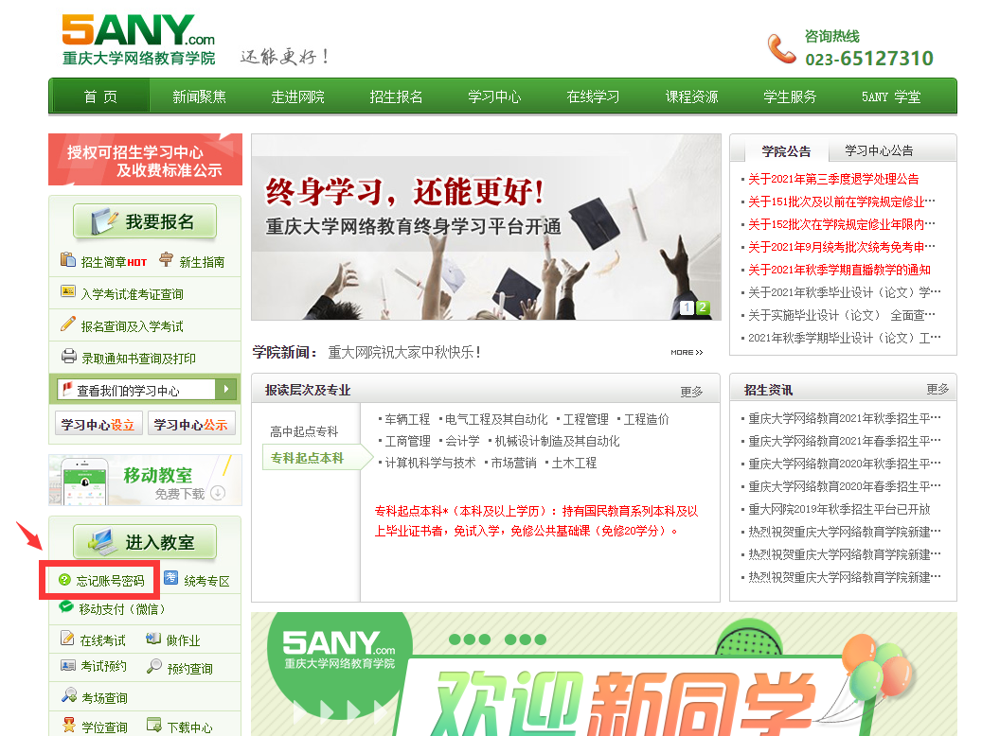 5ANY.com
重庆大学网络教育学院
还能更好！
咨询热线
023-65127310
首 页 新闻聚焦 走进网院 招生报名 学习中心 在线学习 课程资源 学生服务 5ANY 学堂
授权可招生学习中心
及收费标准公示
我要报名
招生简章HOT 新生指南
入学考试准考证查询
报名查询及入学考试
录取通知书查询及打印
查看我们的学习中心
学习中心设立 学习中心公示
移动教室
免费下载
进入教室
忘记账号密码 考 统考专区
移动支付（微信）
在线考试 做作业
考试预约 预约查询
考场查询
学位查询 下载中心
终身学习，还能更好!
重庆大学网络教育终身学习平台开通
1 2
学院新闻： 重大网院祝大家中秋快乐！ MORE
报读层次及专业 更多
高中起点专科
专科起点本科
车辆工程 电气工程及其自动化 工程管理 工程造价
工商管理 会计学 机械设计制造及其自动化
计算机科学与技术 市场营销 土木工程
专科起点本科*（本科及以上学历）：持有国民教育系列本科及以
上毕业证书者，免试入学，免修公共基础课（免修20学分）。
学院公告 学习中心公告
关于2021年第三季度退学处理公告
关于151批次及以前在学院规定修业…
关于152批次在学院规定修业年限内…
关于2021年9月统考批次统考免考申…
关于2021年秋季学期直播教学的通知
关于2021年秋季毕业设计（论文）学…
关于实施毕业设计（论文） 全面查…
2021年秋季学期毕业设计（论文）工…
招生资讯 更多
重庆大学网络教育2021年秋季招生平…
重庆大学网络教育2021年春季招生平…
重庆大学网络教育2020年秋季招生平…
重庆大学网络教育2020年春季招生平…
重大网院2019年秋季招生平台已开放
热烈祝贺重庆大学网络教育学院新建…
热烈祝贺重庆大学网络教育学院新建…
热烈祝贺重庆大学网络教育学院新建…
5ANY.com
重庆大学网络教育学院
欢迎新同学